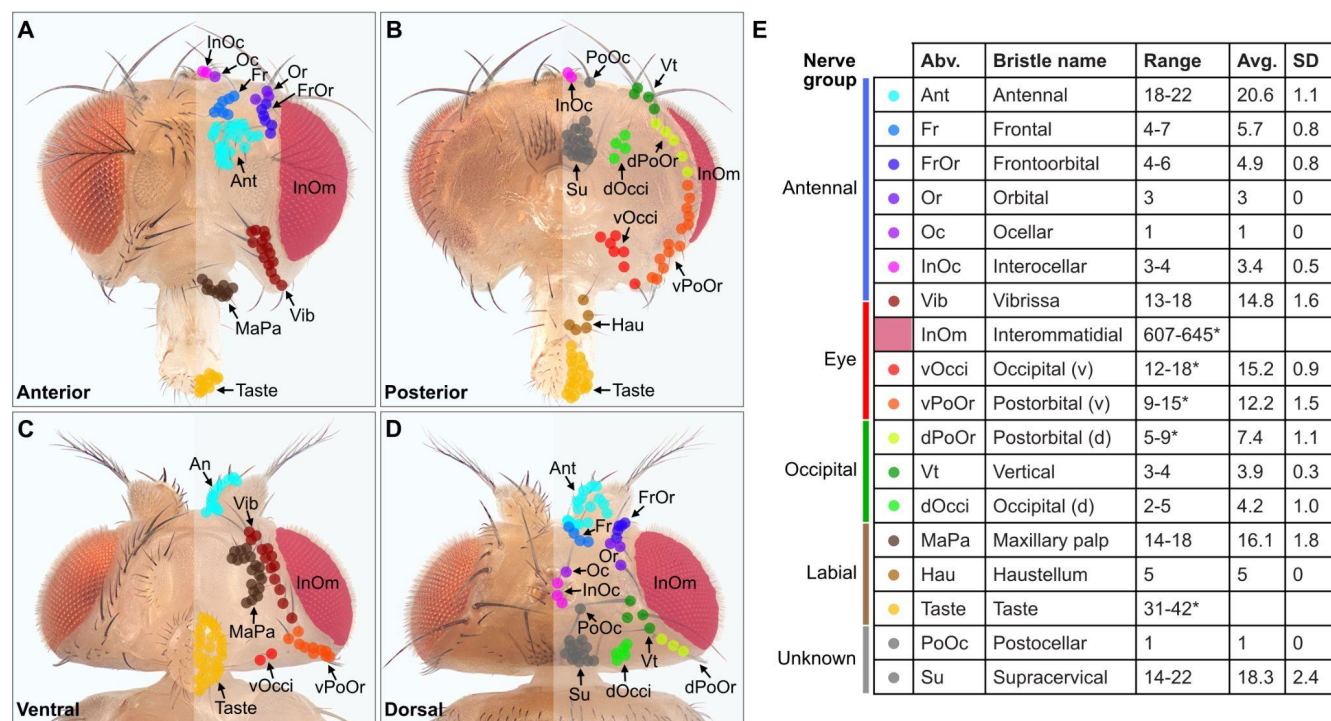 A
InOc
Oc
Fr
Or
FrOr
Ant
InOm
Vib
MaPa
Taste
Anterior
B
PoOc
Vt
InOc
dPoOr
InOm
Su
dOcci
vOcci
vPoOr
Hau
Taste
Posterior
C
An
Vib
InOm
MaPa
vOcci
vPoOr
Taste
Ventral
D
Ant
FrOr
Fr
Or
Oc
InOm
InOc
PoOc
Vt
Su
dOcci
dPoOr
Dorsal
E
Nerve group Abv. Bristle name Range Avg. SD
Antennal
Ant Antennal 18-22 20.6 1.1
Fr Frontal 4-7 5.7 0.8
FrOr Frontoorbital 4-6 4.9 0.8
Or Orbital 3 3 0
Oc Ocellar 1 1 0
InOc Interocellar 3-4 3.4 0.5
Vib Vibrissa 13-18 14.8 1.6
Eye
InOm Interommatidial 607-645*
vOcci Occipital (v) 12-18* 15.2 0.9
vPoOr Postorbital (v) 9-15* 12.2 1.5
Occipital
dPoOr Postorbital (d) 5-9* 7.4 1.1
Vt Vertical 3-4 3.9 0.3
dOcci Occipital (d) 2-5 4.2 1.0
Labial
MaPa Maxillary palp 14-18 16.1 1.8
Hau Haustellum 5 5 0
Taste Taste 31-42*
Unknown
PoOc Postocellar 1 1 0
Su Supracervical 14-22 18.3 2.4